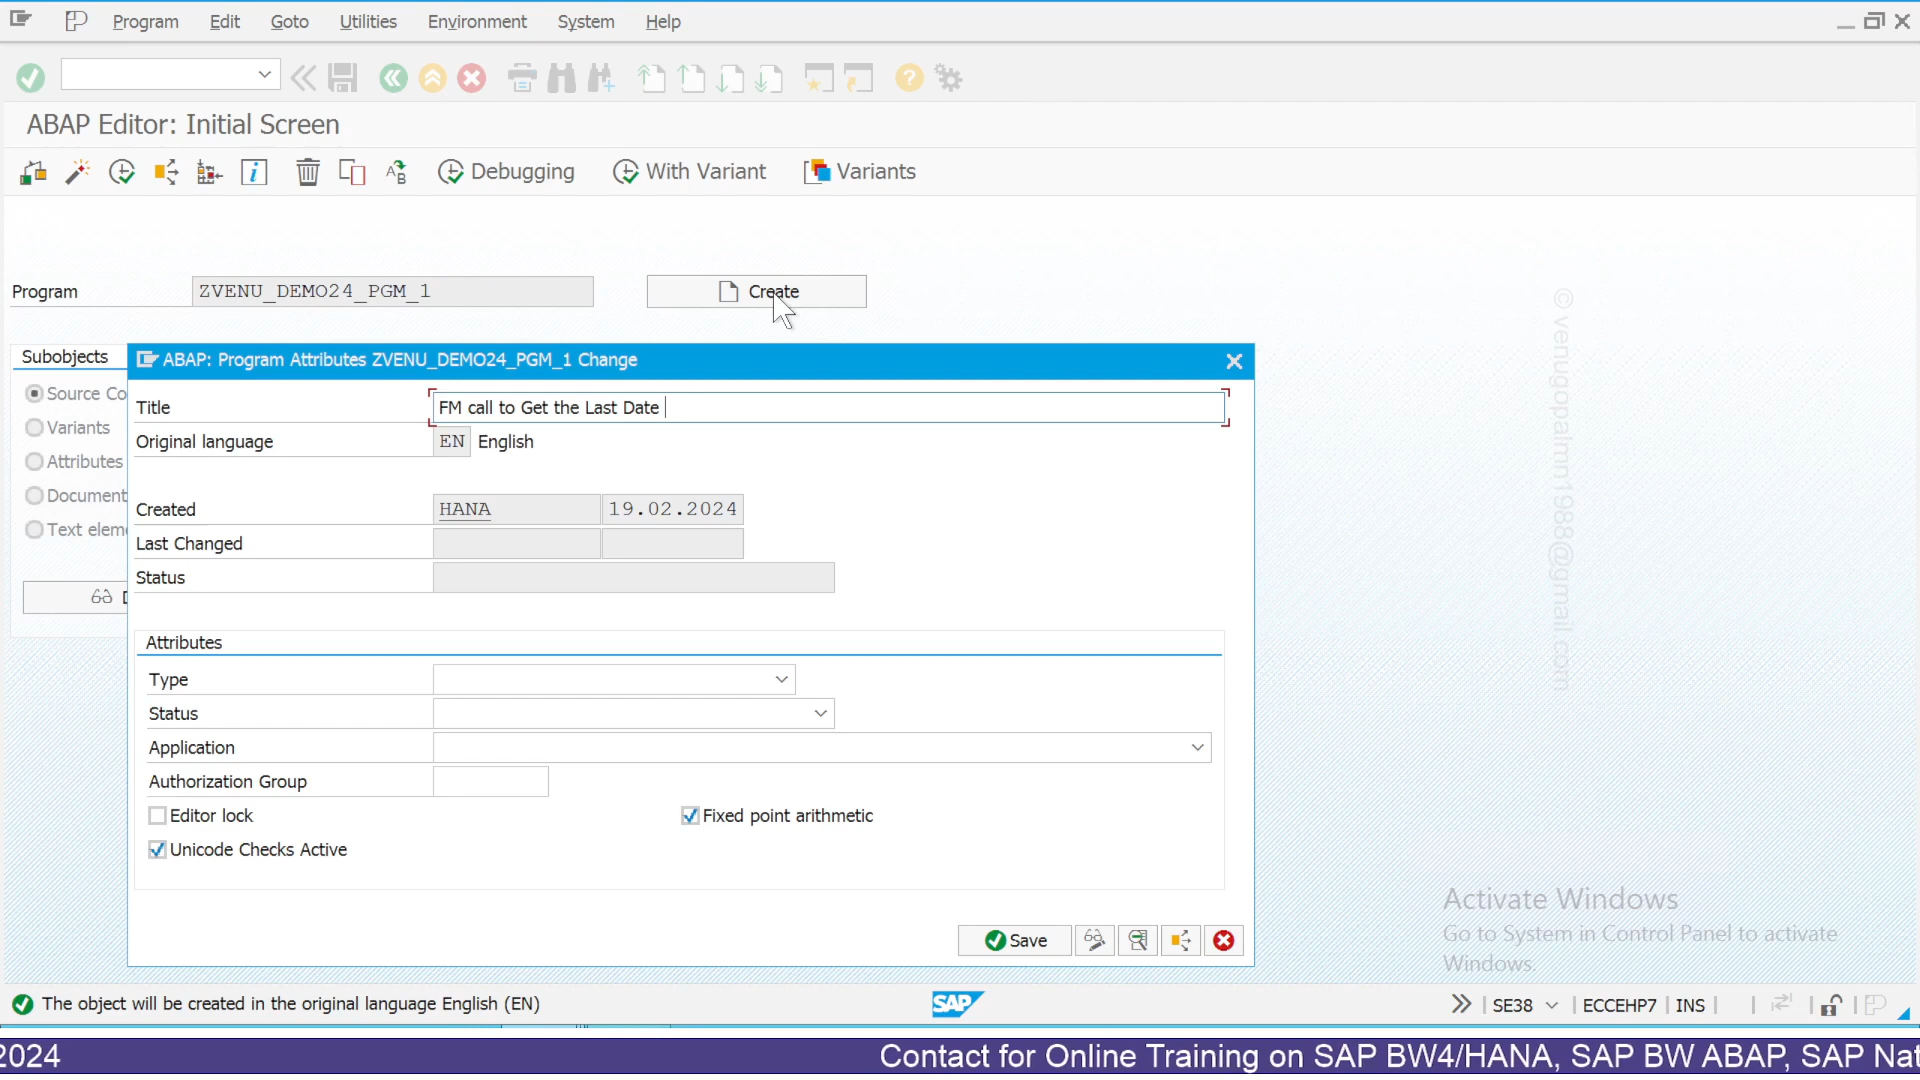 Program Edit Goto Utilities Environment System Help
ABAP Editor: Initial Screen
Debugging With Variant Variants
Program ZVENU_DEMO24_PGM_1 Create
Subobjects
Source Co
Variants
Attributes
Document
Text eleme
D
ABAP: Program Attributes ZVENU_DEMO24_PGM_1 Change
Title FM call to Get the Last Date
Original language EN English
Created HANA 19.02.2024
Last Changed
Status
Attributes
Type
Status
Application
Authorization Group
Editor lock Fixed point arithmetic
Unicode Checks Active
Save
© venugopalmn1988@gmail.com
Activate Windows
Go to System in Control Panel to activate
Windows.
The object will be created in the original language English (EN) SAP SE38 ECCEHP7 INS
2024 Contact for Online Training on SAP BW4/HANA, SAP BW ABAP, SAP Nat